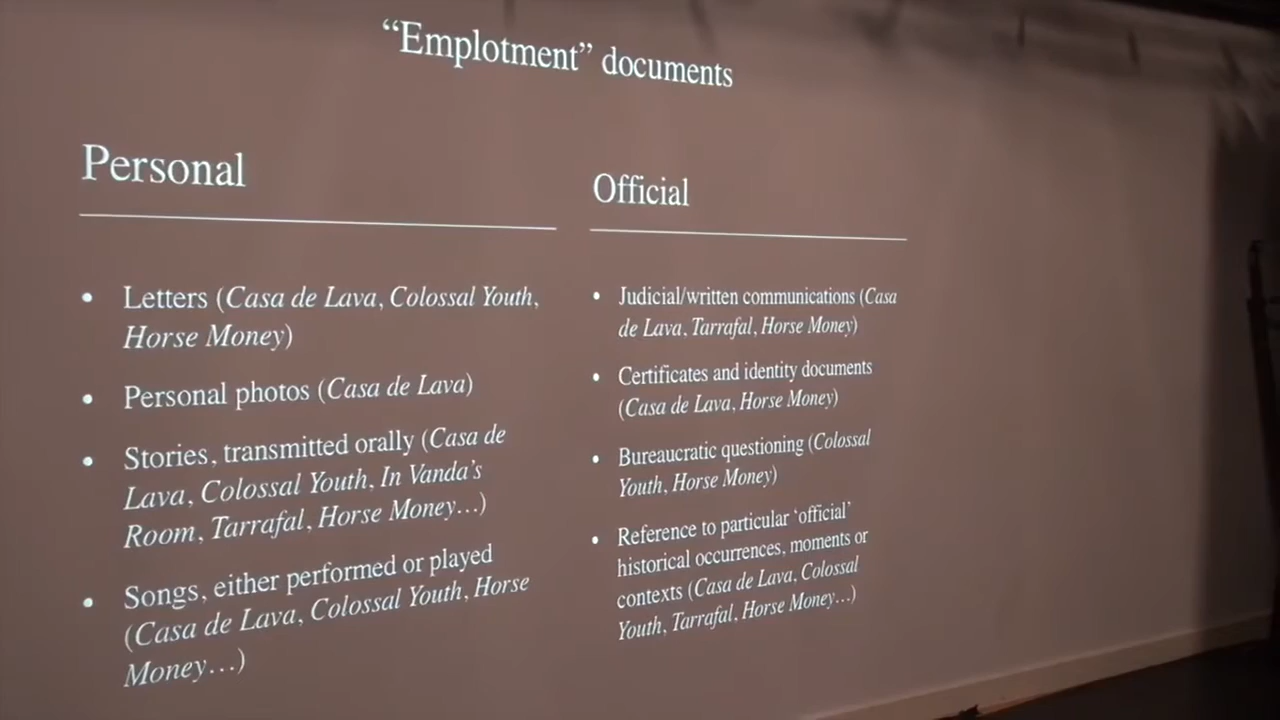 “Emplotment” documents
Personal
• Letters (Casa de Lava, Colossal Youth,
Horse Money)
• Personal photos (Casa de Lava)
• Stories, transmitted orally (Casa de
Lava, Colossal Youth, In Vanda’s
Room, Tarrafal, Horse Money…)
• Songs, either performed or played
(Casa de Lava, Colossal Youth, Horse
Money…)
Official
• Judicial/written communications (Casa
de Lava, Tarrafal, Horse Money)
• Certificates and identity documents
(Casa de Lava, Horse Money)
• Bureaucratic questioning (Colossal
Youth, Horse Money)
• Reference to particular ‘official’
historical occurrences, moments or
contexts (Casa de Lava, Colossal
Youth, Tarrafal, Horse Money…)